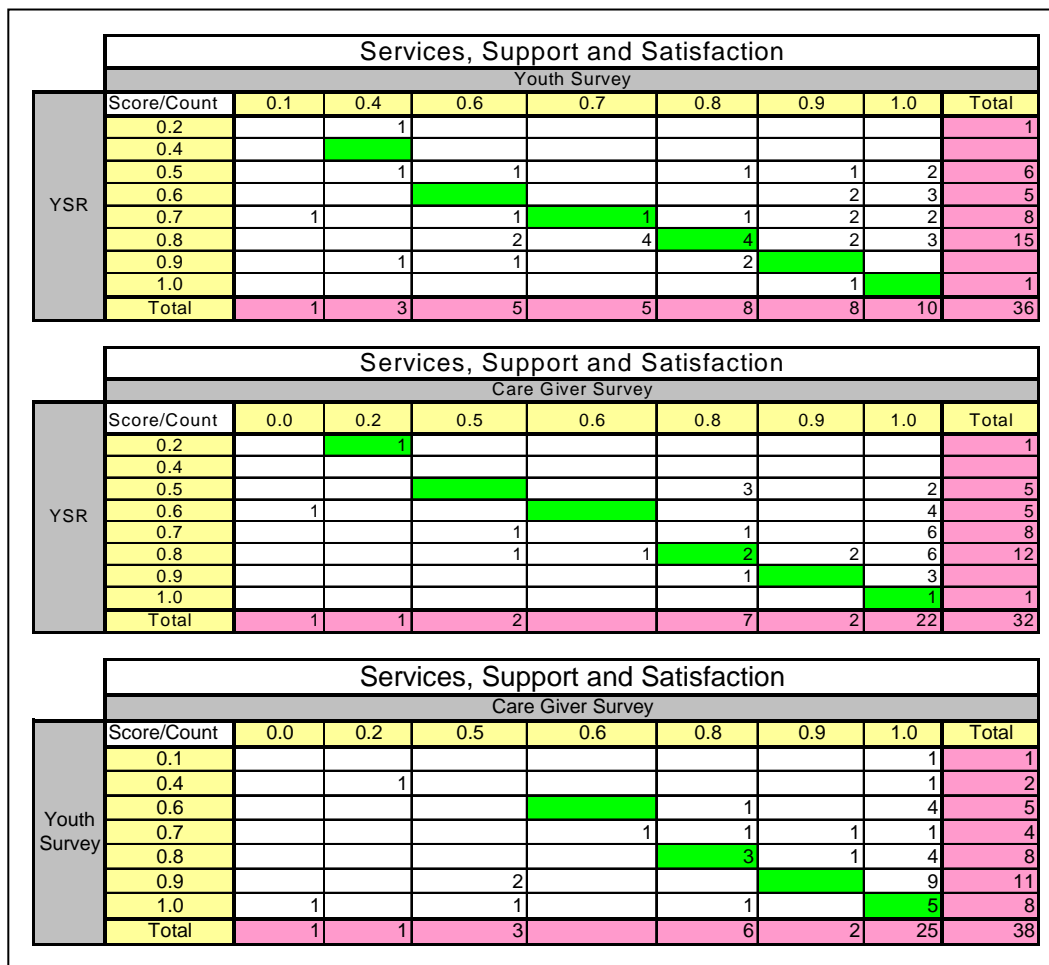 Services, Support and Satisfaction
Youth Survey
Score/Count 0.1 0.4 0.6 0.7 0.8 0.9 1.0 Total
0.2 1 1
0.4
0.5 1 1 1 1 2 6
YSR
0.6 2 3 5
0.7 1 1 1 1 2 2 8
0.8 2 4 4 2 3 15
0.9 1 1 2
1.0 1 1
Total 1 3 5 5 8 8 10 36
Services, Support and Satisfaction
Care Giver Survey
Score/Count 0.0 0.2 0.5 0.6 0.8 0.9 1.0 Total
0.2 1 1
0.4
0.5 3 2 5
YSR
0.6 1 4 5
0.7 1 1 6 8
0.8 1 1 2 2 6 12
0.9 1 3
1.0 1 1
Total 1 1 2 7 2 22 32
Services, Support and Satisfaction
Care Giver Survey
Score/Count 0.0 0.2 0.5 0.6 0.8 0.9 1.0 Total
0.1 1 1
0.4 1 1 2
0.6 1 4 5
Youth
Survey
0.7 1 1 1 1 4
0.8 3 1 4 8
0.9 2 9 11
1.0 1 1 1 5 8
Total 1 1 3 6 2 25 38